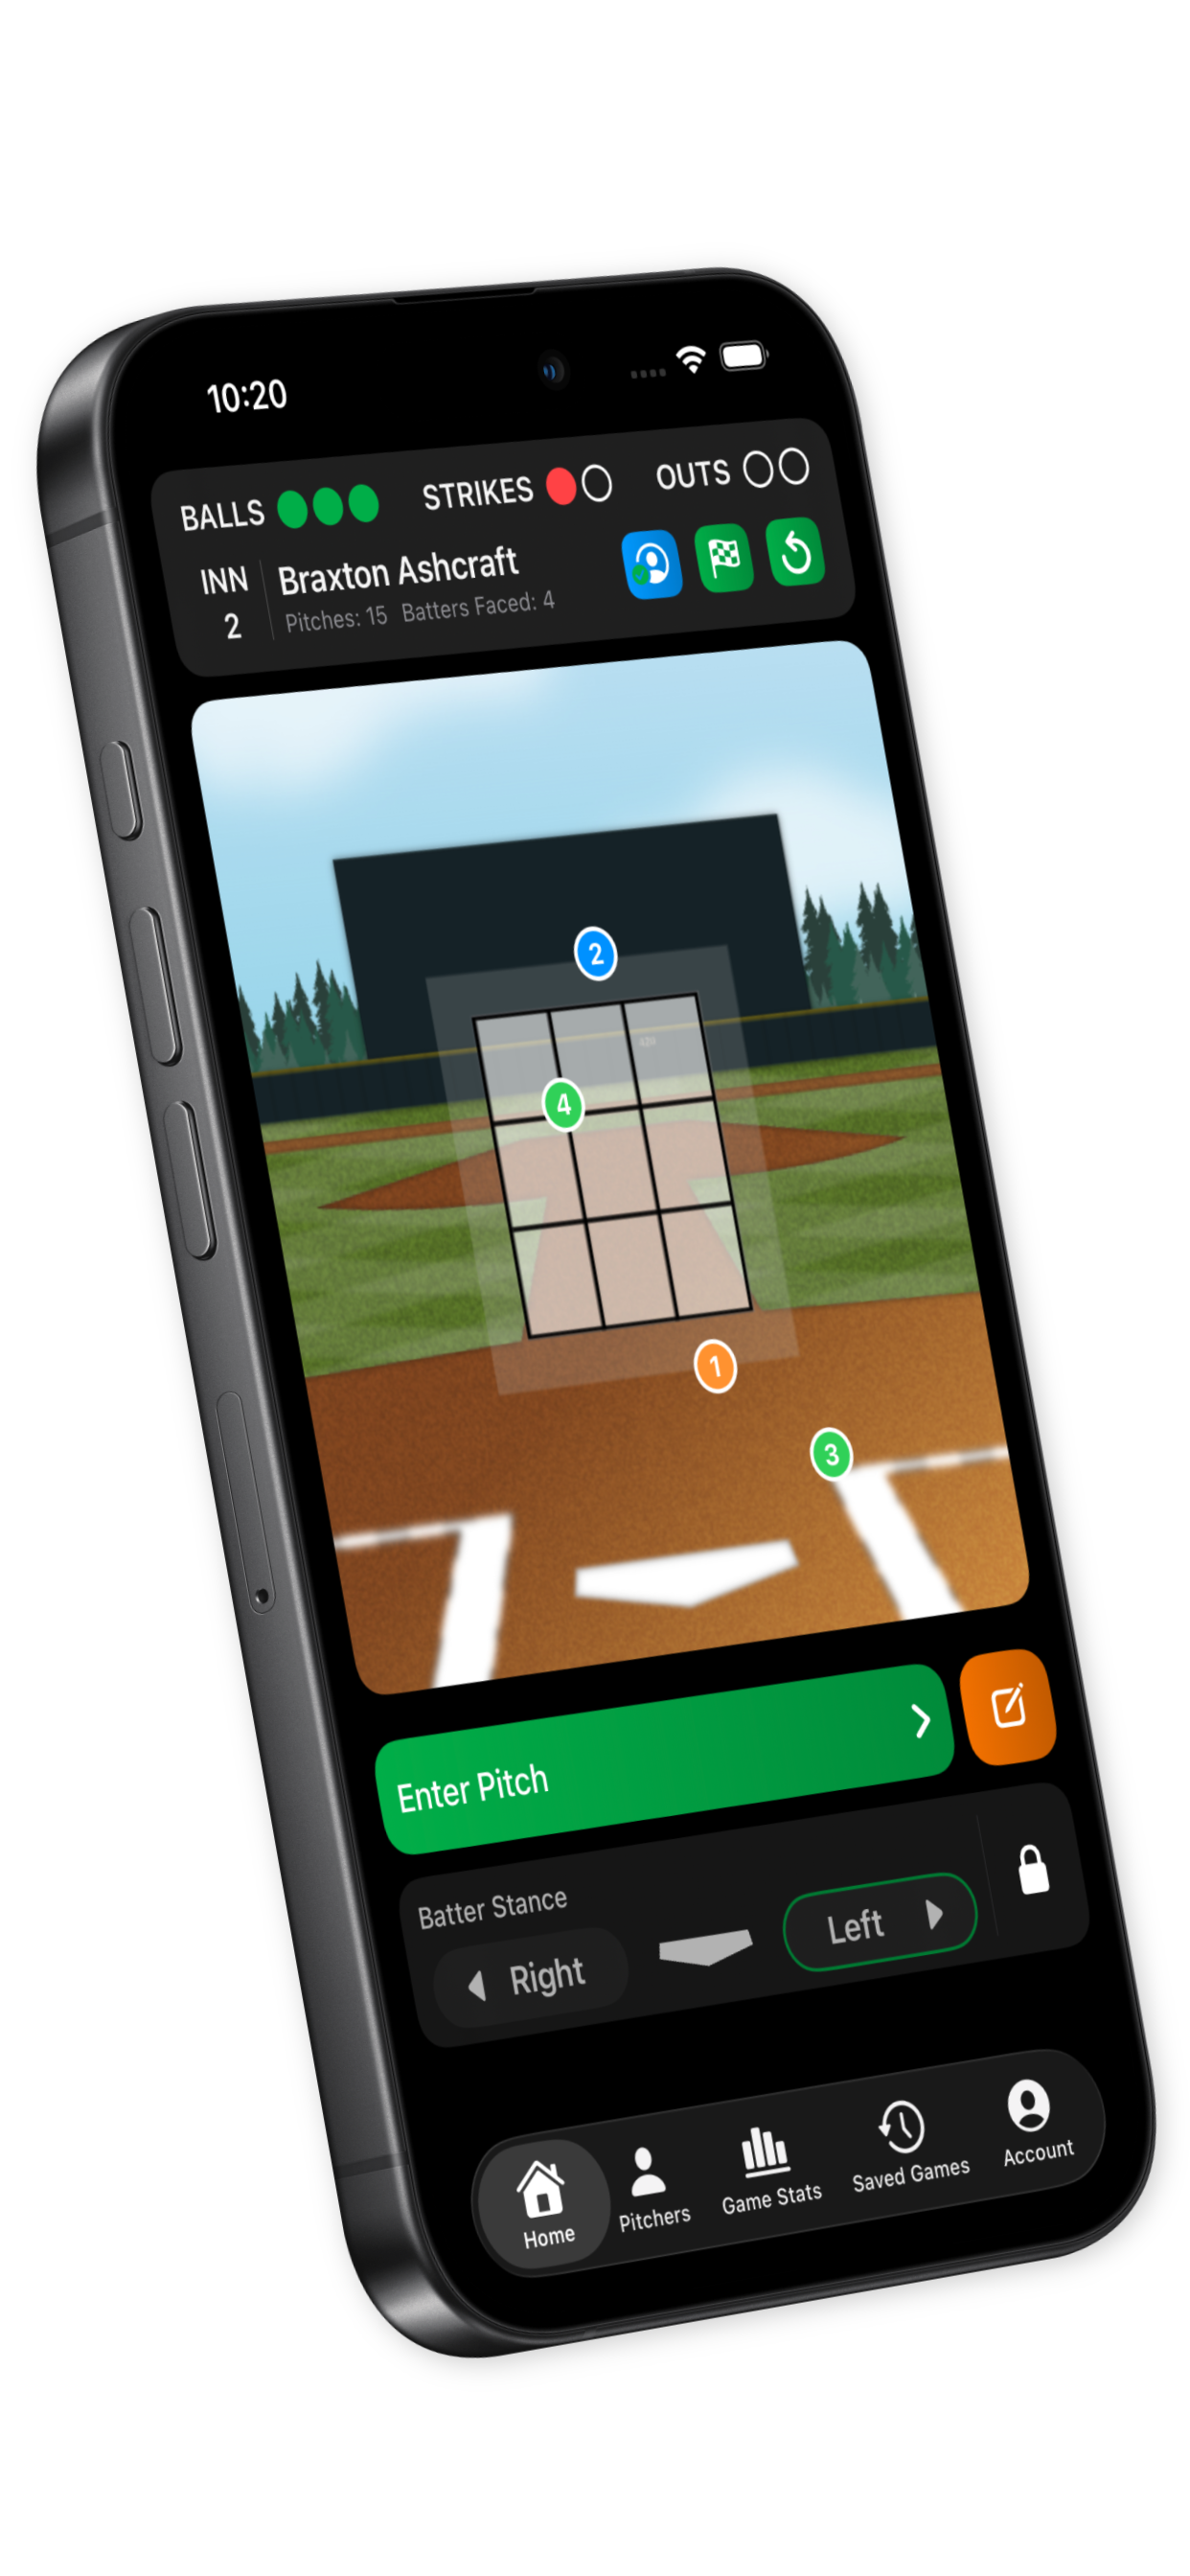 10:20
BALLS STRIKES OUTS
INN
2
Braxton Ashcraft
Pitches: 15 Batters Faced: 4
2
4
1
3
Enter Pitch
Batter Stance
Right
Left
Home
Pitchers
Game Stats
Saved Games
Account